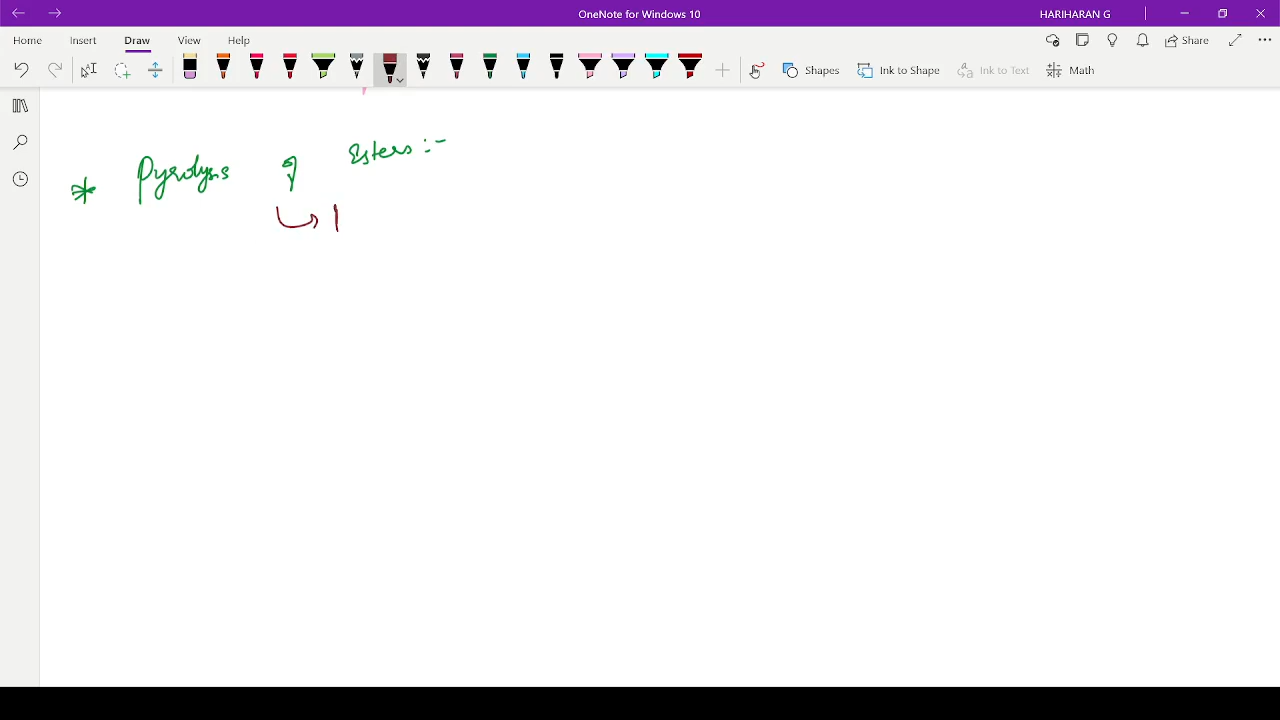 OneNote for Windows 10
HARIHARAN G
Home Insert Draw View Help
Share
Shapes Ink to Shape Ink to Text Math
* Pyrolysis of Esters :-